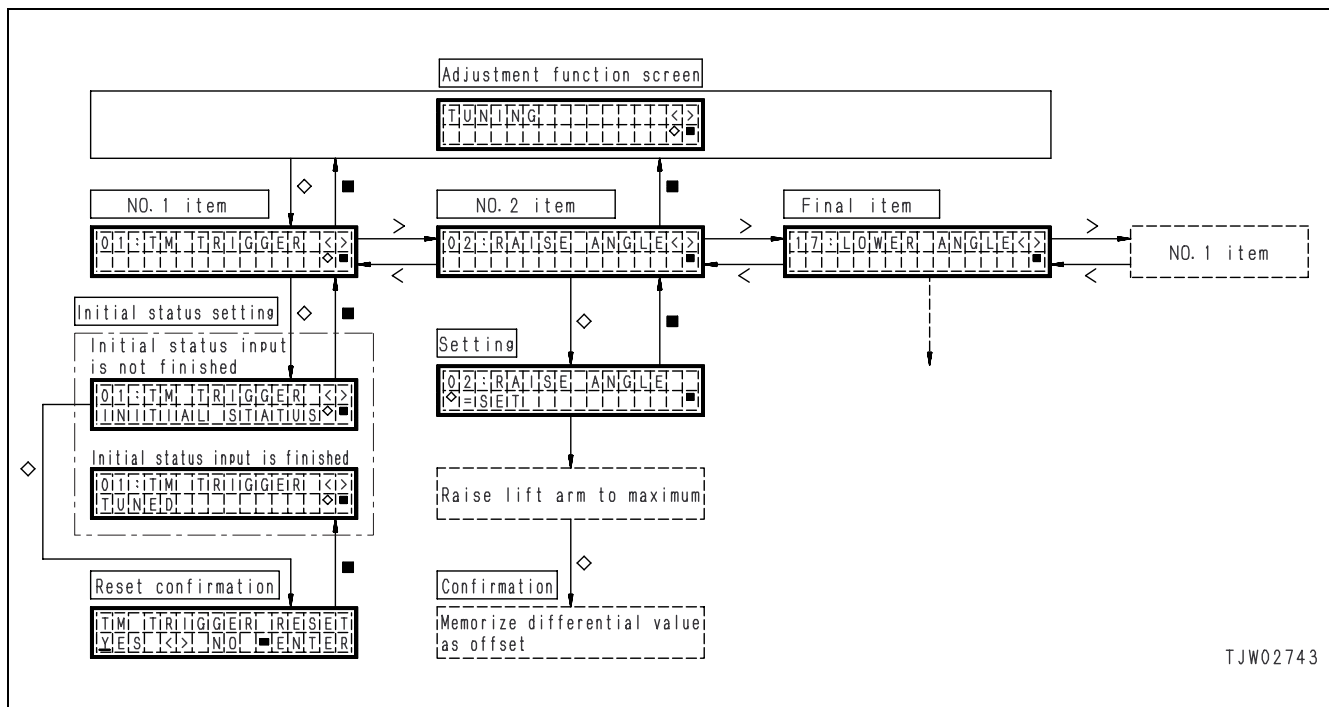 Adjustment function screen
TUNING <>
◇■
◇ ■ ■
NO. 1 item
NO. 2 item
Final item
01:TM TRIGGER <>
◇■
>
<
02:RAISE ANGLE<>
■
>
<
17:LOWER ANGLE<>
■
>
<
NO. 1 item
◇ ■ ◇ ■
Initial status setting
Initial status input
is not finished
01:TM TRIGGER <>
INITIAL STATUS◇■
Setting
02:RAISE ANGLE
◇=SET ■
◇
Initial status input is finished
01:TM TRIGGER <>
TUNED ◇■
Raise lift arm to maximum
■
◇
Reset confirmation
TM TRIGGER RESET
YES <> NO ■ENTER
Confirmation
Memorize differential value
as offset
TJW02743